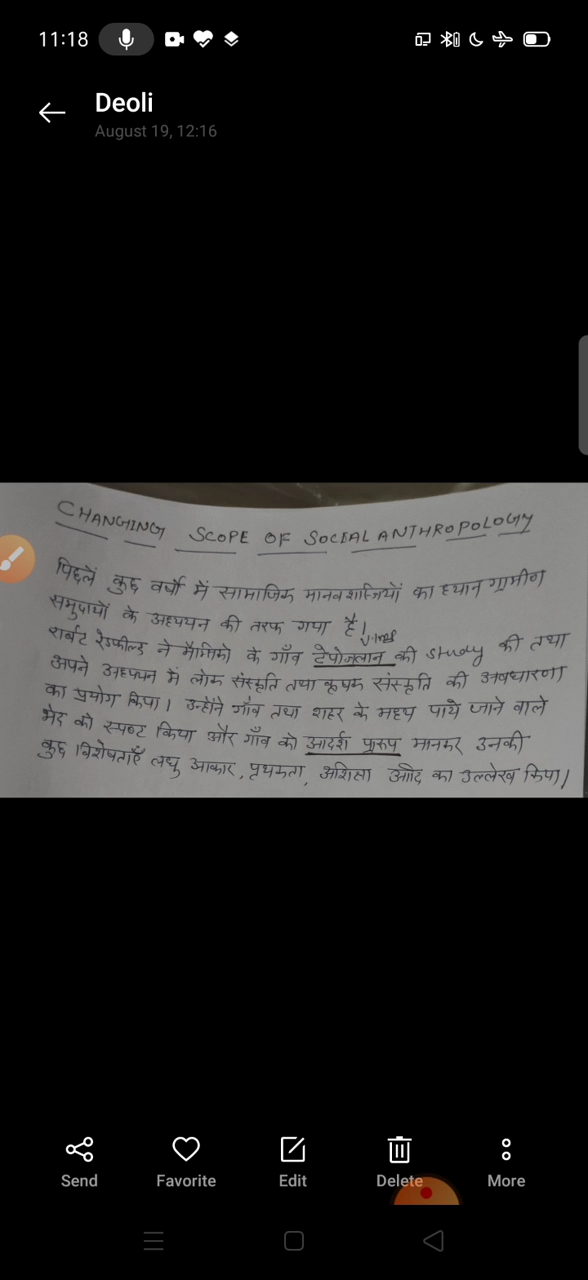 11:18
Deoli
August 19, 12:16
CHANGING SCOPE OF SOCIAL ANTHROPOLOGY
पिछलें कुछ वर्षो में सामाजिक मानवशास्त्रियों का ध्यान ग्रामीण
समुदायों के अध्ययन की तरफ गया है।
राबर्ट रेडफील्ड ने मैक्सिको के गाँव टेपोजलान की study की तथा
अपने अध्ययन में लोक संस्कृति तथा कृषक संस्कृति की अवधारणा
का प्रयोग किया। उन्होंने गाँव तथा शहर के मध्य पाये जाने वाले
भेद को स्पष्ट किया और गाँव को आदर्श प्रारूप मानकर उनकी
कुछ विशेषताएँ लघु आकार, पृथकता, अशिक्षा आदि का उल्लेख किया।
Send
Favorite
Edit
Delete
More